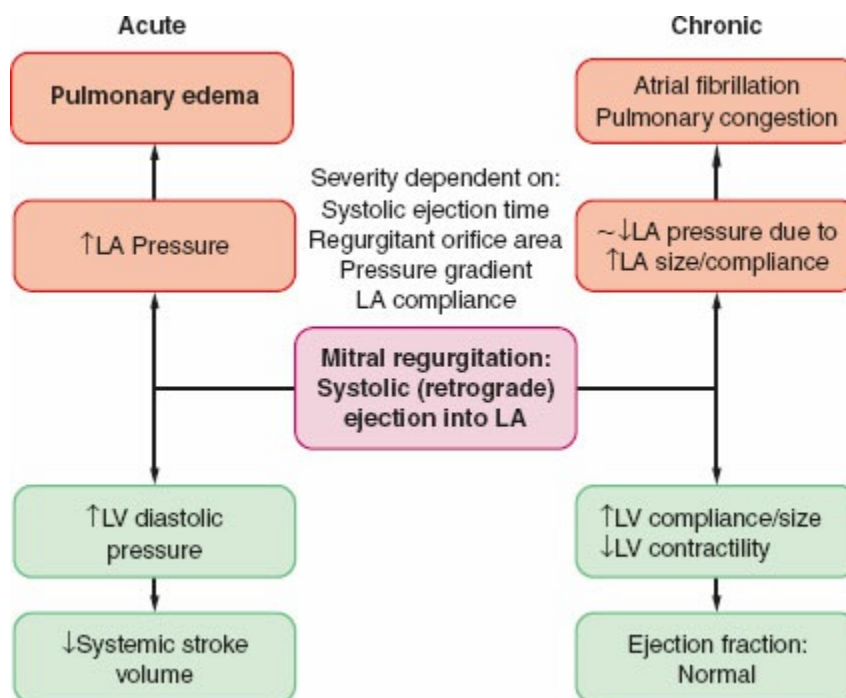 Acute
Chronic
Pulmonary edema
Atrial fibrillation
Pulmonary congestion
Severity dependent on:
Systolic ejection time
Regurgitant orifice area
Pressure gradient
LA compliance
↑LA Pressure
~↓LA pressure due to
↑LA size/compliance
Mitral regurgitation:
Systolic (retrograde)
ejection into LA
↑LV diastolic
pressure
↑LV compliance/size
↓LV contractility
↓Systemic stroke
volume
Ejection fraction:
Normal